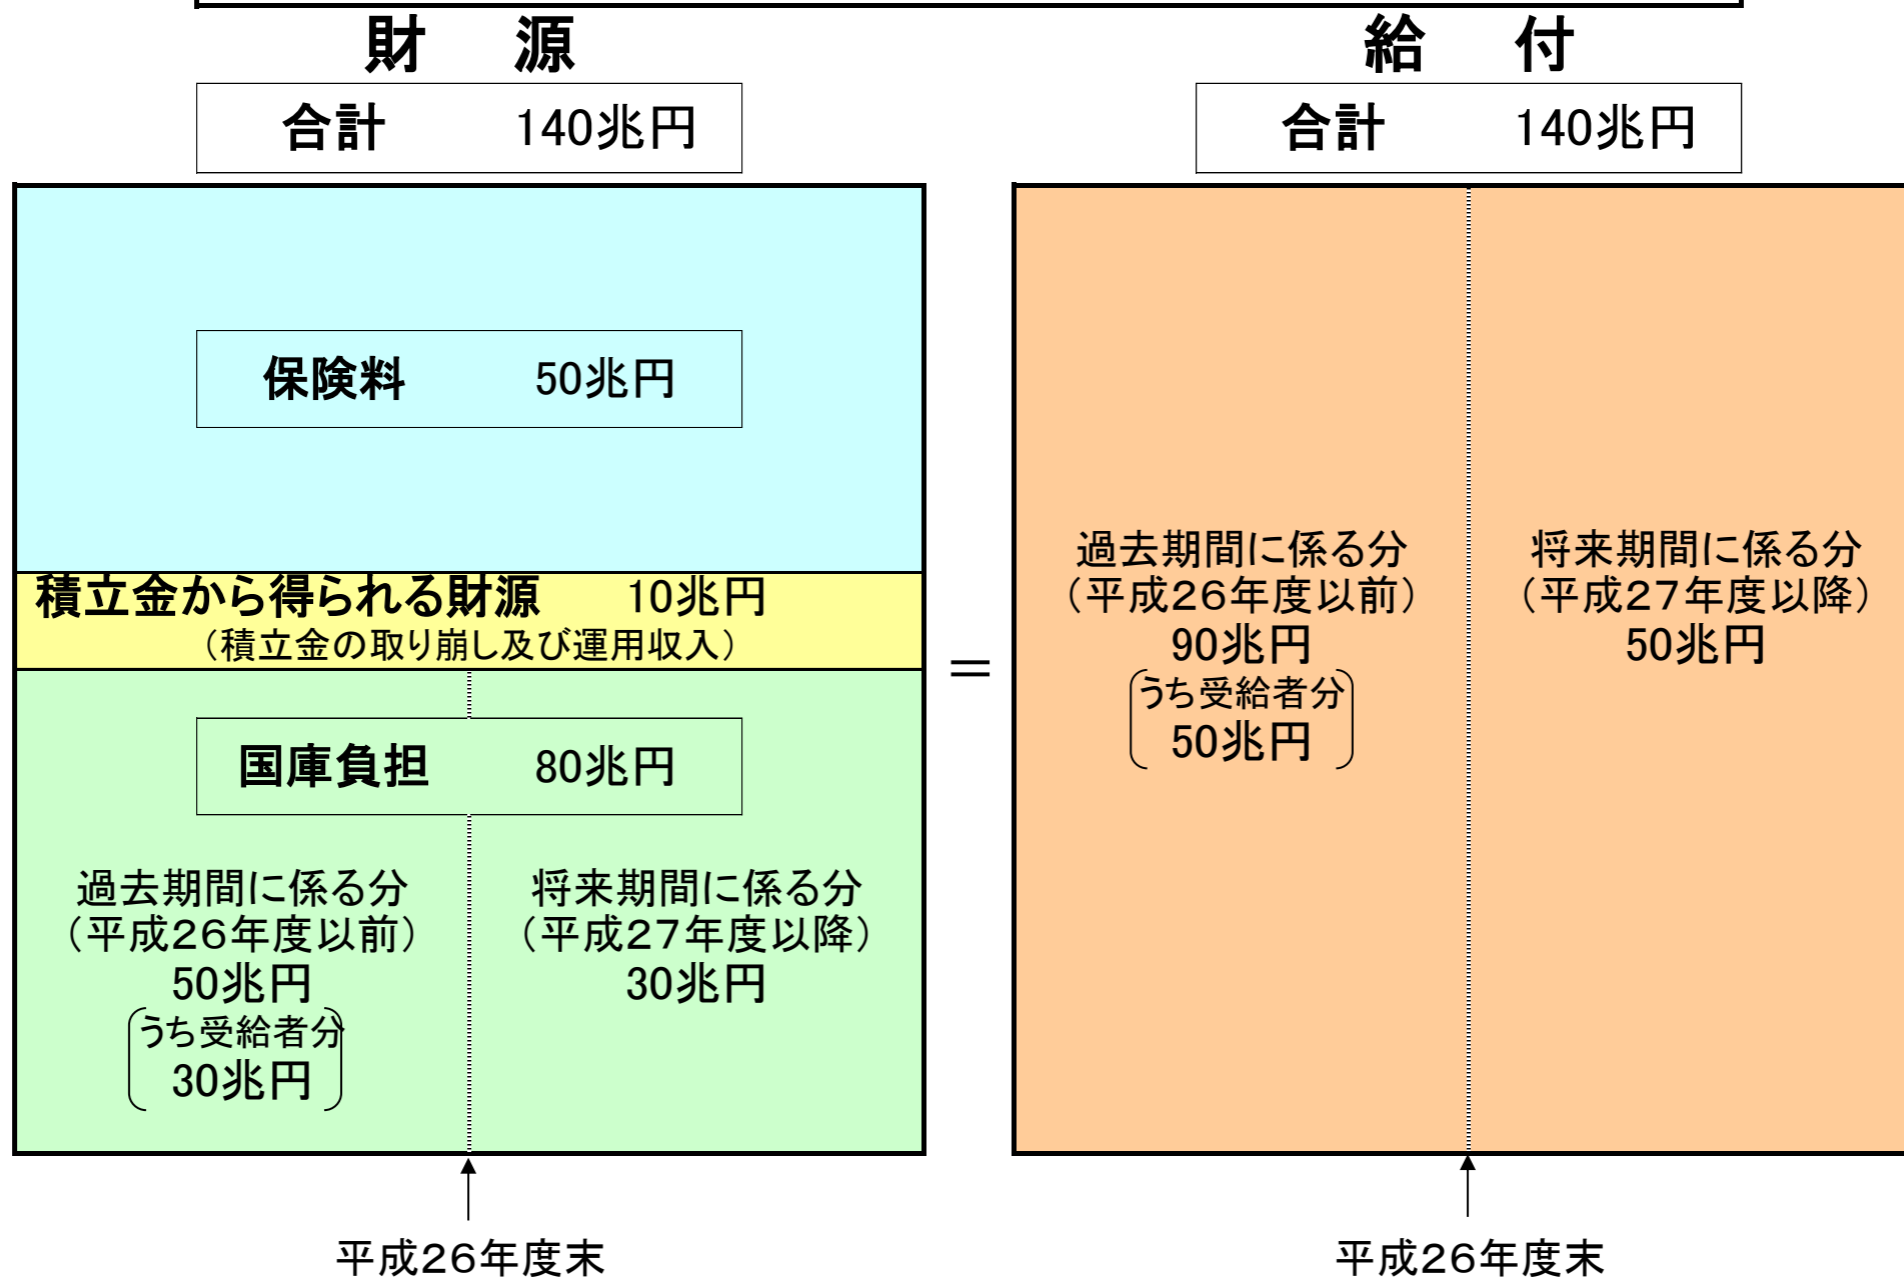 財　源
合計　140兆円
保険料　50兆円
積立金から得られる財源　10兆円
（積立金の取り崩し及び運用収入）
国庫負担　80兆円
過去期間に係る分
（平成２６年度以前）
50兆円
うち受給者分
30兆円
将来期間に係る分
（平成２７年度以降）
30兆円
平成２６年度末
＝
給　付
合計　140兆円
過去期間に係る分
（平成２６年度以前）
90兆円
うち受給者分
50兆円
将来期間に係る分
（平成２７年度以降）
50兆円
平成２６年度末